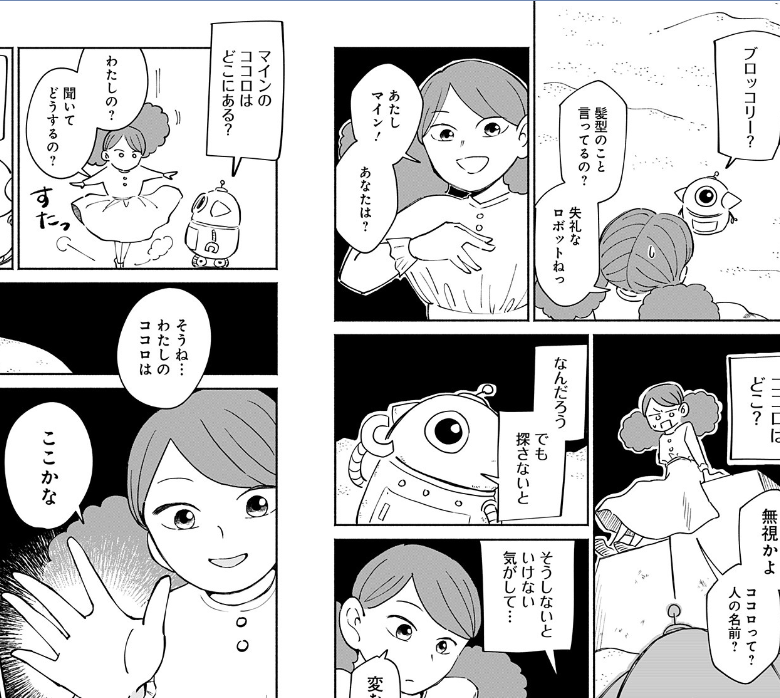 ブロッコリー？
髪型のこと
言ってるの？
失礼な
ロボットねっ
あたし
マイン！
あなたは？
ココロは
どこ？
無視かよ
ココロって？
人の名前？
なんだろう
でも
探さないと
そうしないと
いけない
気がして…
変な
マインの
ココロは
どこにある？
わたしの？
聞いて
どうするの？
すたっ
そうね…
わたしの
ココロは
ここかな